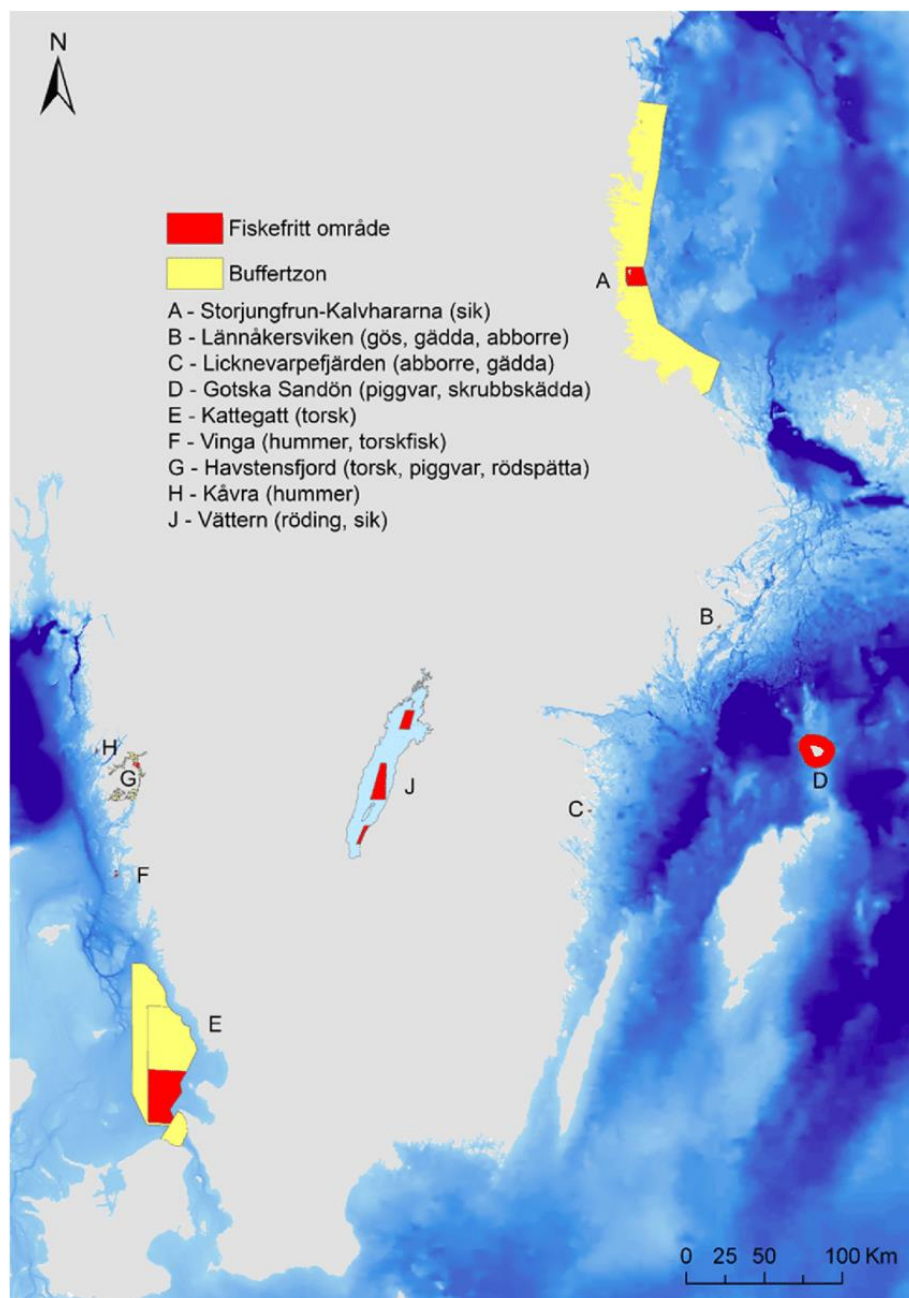 N
Fiskefritt område
Buffertzon
A - Storjungfrun-Kalvhararna (sik)
B - Lännåkersviken (gös, gädda, abborre)
C - Licknevarpefjärden (abborre, gädda)
D - Gotska Sandön (piggvar, skrubbskädda)
E - Kattegatt (torsk)
F - Vinga (hummer, torskfisk)
G - Havstensfjord (torsk, piggvar, rödspätta)
H - Kåvra (hummer)
J - Vättern (röding, sik)
A
B
H
G
J
D
C
F
E
0 25 50 100 Km